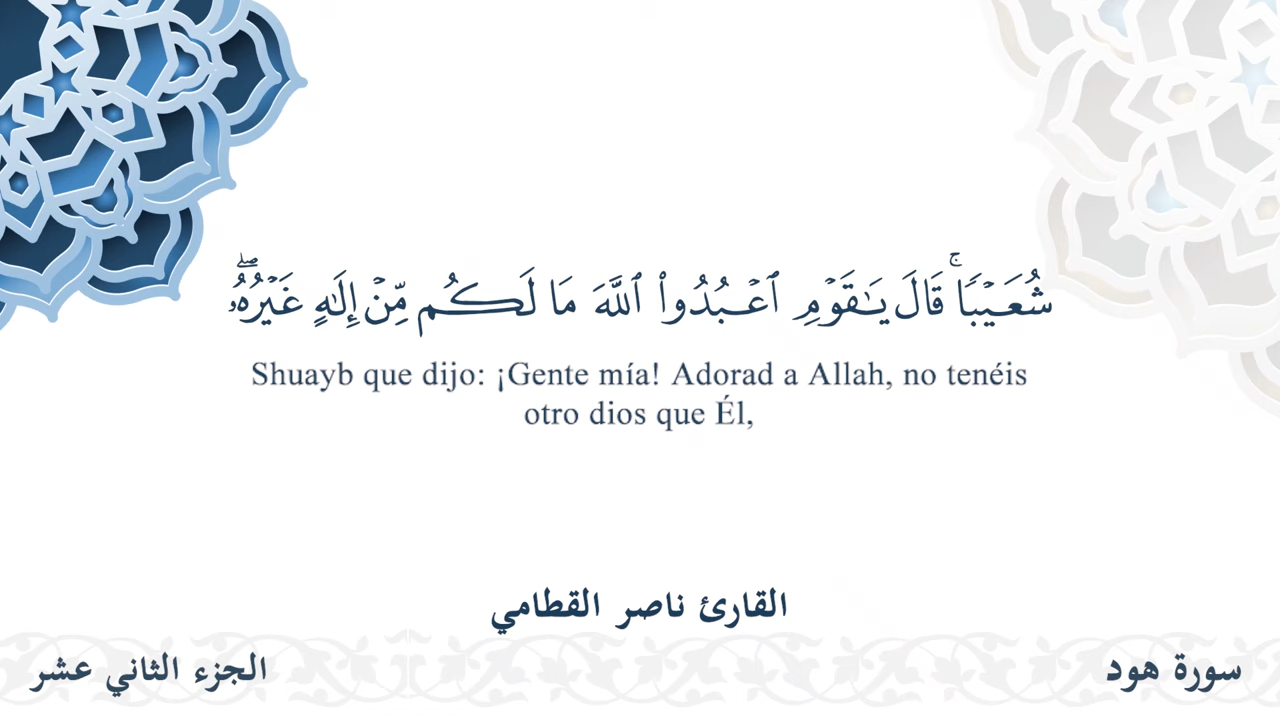 شُعَيْبًا ۚ قَالَ يَـٰقَوْمِ ٱعْبُدُوا۟ ٱللَّهَ مَا لَكُم مِّنْ إِلَـٰهٍ غَيْرُهُۥ ۖ
Shuayb que dijo: ¡Gente mía! Adorad a Allah, no tenéis
otro dios que Él,
القارئ ناصر القطامي
سورة هود
الجزء الثاني عشر